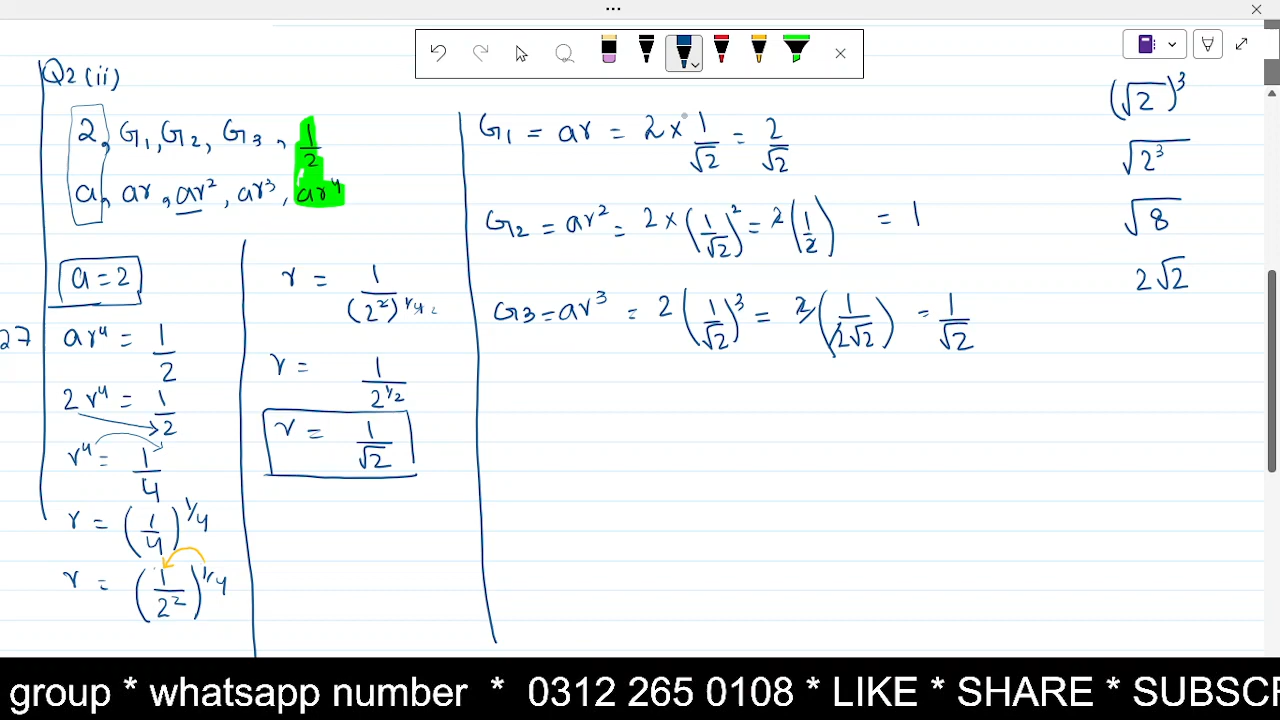 Q2 (ii)
2, G₁, G₂, G₃, 1/2
a, ar, ar², ar³, ar⁴
a = 2
27
ar⁴ = 1/2
2r⁴ = 1/2
r⁴ = 1/4
r = (1/4)^1/4
r = (1/2²)^1/4
r = 1/(2²)^1/4
r = 1/2^1/2
r = 1/√2
G₁ = ar = 2 × 1/√2 = 2/√2
G₂ = ar² = 2 × (1/√2)² = 2(1/2) = 1
G₃ = ar³ = 2(1/√2)³ = 2(1/2√2) = 1/√2
(√2)³
√2³
√8
2√2
group * whatsapp number * 0312 265 0108 * LIKE * SHARE * SUBSC